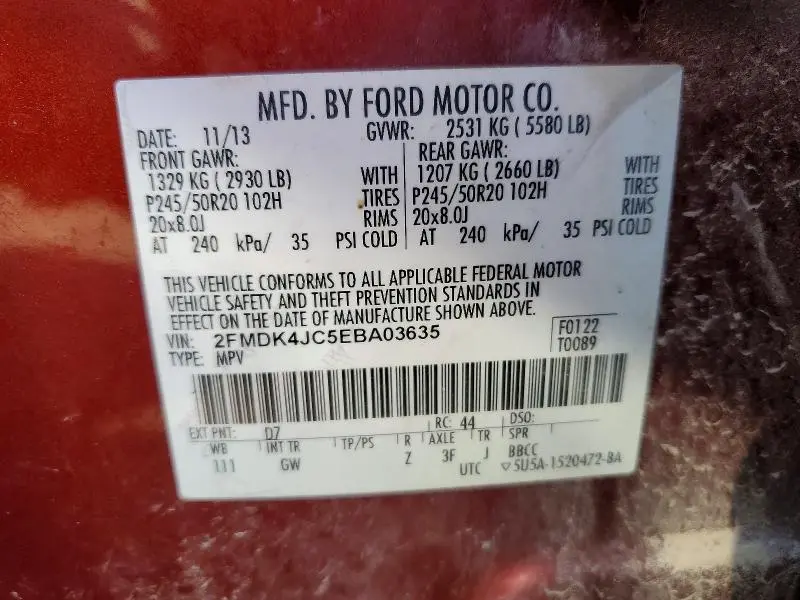 MFD. BY FORD MOTOR CO.
DATE: 11/13 GVWR: 2531 KG ( 5580 LB)
FRONT GAWR: REAR GAWR:
1329 KG ( 2930 LB) WITH 1207 KG ( 2660 LB) WITH
P245/50R20 102H TIRES P245/50R20 102H TIRES
20x8.0J RIMS 20x8.0J RIMS
AT 240 kPa/ 35 PSI COLD AT 240 kPa/ 35 PSI COLD
THIS VEHICLE CONFORMS TO ALL APPLICABLE FEDERAL MOTOR
VEHICLE SAFETY AND THEFT PREVENTION STANDARDS IN
EFFECT ON THE DATE OF MANUFACTURE SHOWN ABOVE.
VIN: 2FMDK4JC5EBA03635 F0122
TYPE: MPV T0089
EXT PNT: D7 RC: 44 DSO:
WB INT TR TP/PS R AXLE TR SPR
111 GW Z 3F J BBCC
UTC ▽5U5A-1520472-BA